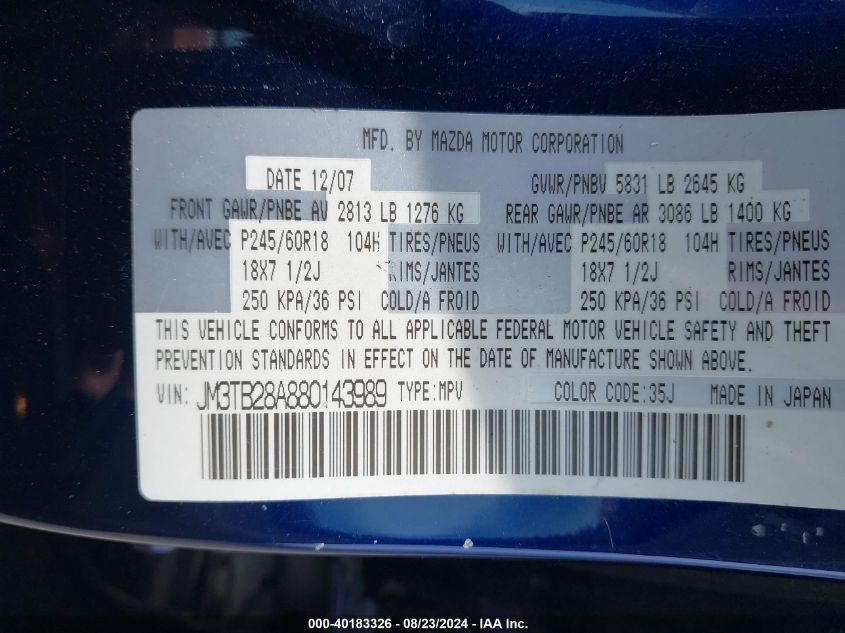 MFD. BY MAZDA MOTOR CORPORATION
DATE 12/07 GVWR/PNBV 5831 LB 2645 KG
FRONT GAWR/PNBE AV 2813 LB 1276 KG REAR GAWR/PNBE AR 3086 LB 1400 KG
WITH/AVEC P245/60R18 104H TIRES/PNEUS WITH/AVEC P245/60R18 104H TIRES/PNEUS
18X7 1/2J RIMS/JANTES 18X7 1/2J RIMS/JANTES
250 KPA/36 PSI COLD/A FROID 250 KPA/36 PSI COLD/A FROID
THIS VEHICLE CONFORMS TO ALL APPLICABLE FEDERAL MOTOR VEHICLE SAFETY AND THEFT
PREVENTION STANDARDS IN EFFECT ON THE DATE OF MANUFACTURE SHOWN ABOVE.
VIN: JM3TB28A880143989 TYPE:MPV COLOR CODE:35J MADE IN JAPAN
000-40183326 - 08/23/2024 - IAA Inc.